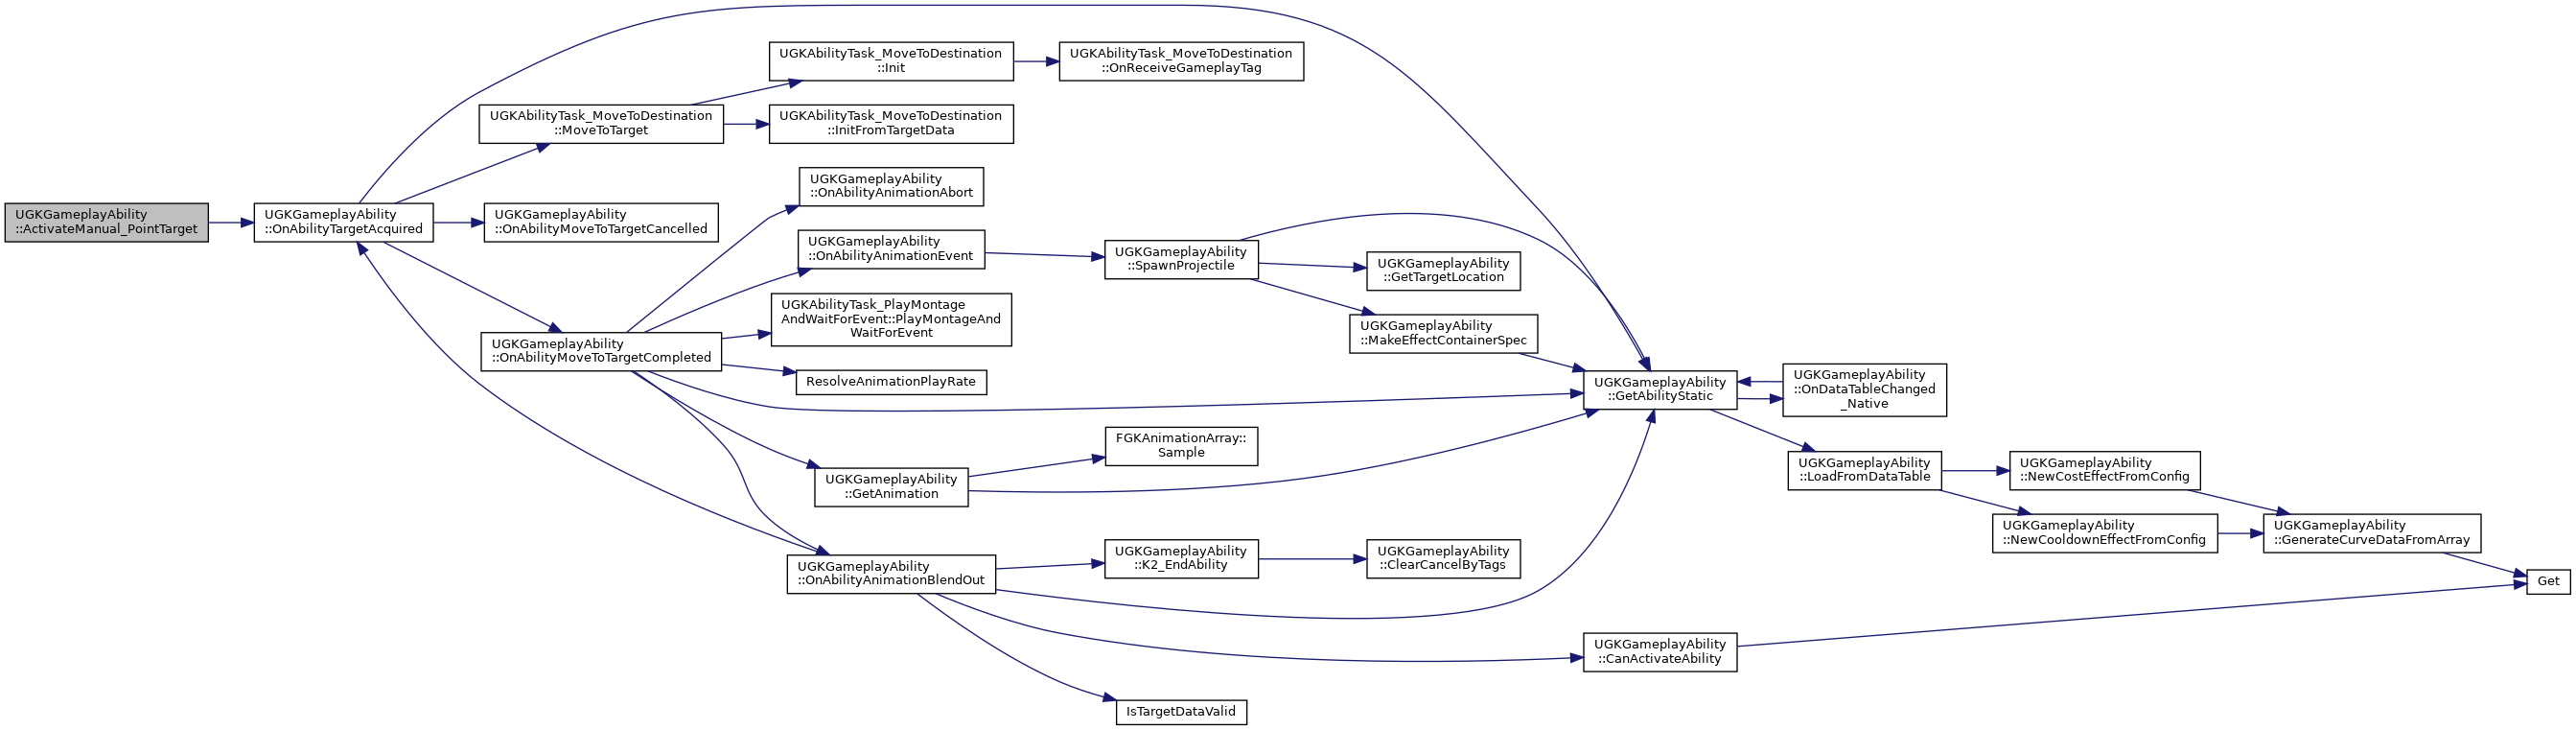 UGKGameplayAbility
::ActivateManual_PointTarget
UGKGameplayAbility
::OnAbilityTargetAcquired
UGKAbilityTask_MoveToDestination
::MoveToTarget
UGKGameplayAbility
::OnAbilityMoveToTargetCancelled
UGKGameplayAbility
::OnAbilityMoveToTargetCompleted
UGKAbilityTask_MoveToDestination
::Init
UGKAbilityTask_MoveToDestination
::InitFromTargetData
UGKGameplayAbility
::OnAbilityAnimationAbort
UGKGameplayAbility
::OnAbilityAnimationEvent
UGKAbilityTask_PlayMontage
AndWaitForEvent::PlayMontageAnd
WaitForEvent
ResolveAnimationPlayRate
UGKGameplayAbility
::GetAnimation
UGKGameplayAbility
::OnAbilityAnimationBlendOut
UGKAbilityTask_MoveToDestination
::OnReceiveGameplayTag
UGKGameplayAbility
::SpawnProjectile
FGKAnimationArray::
Sample
UGKGameplayAbility
::K2_EndAbility
IsTargetDataValid
UGKGameplayAbility
::GetTargetLocation
UGKGameplayAbility
::MakeEffectContainerSpec
UGKGameplayAbility
::ClearCancelByTags
UGKGameplayAbility
::GetAbilityStatic
UGKGameplayAbility
::CanActivateAbility
UGKGameplayAbility
::OnDataTableChanged
_Native
UGKGameplayAbility
::LoadFromDataTable
UGKGameplayAbility
::NewCostEffectFromConfig
UGKGameplayAbility
::NewCooldownEffectFromConfig
UGKGameplayAbility
::GenerateCurveDataFromArray
Get